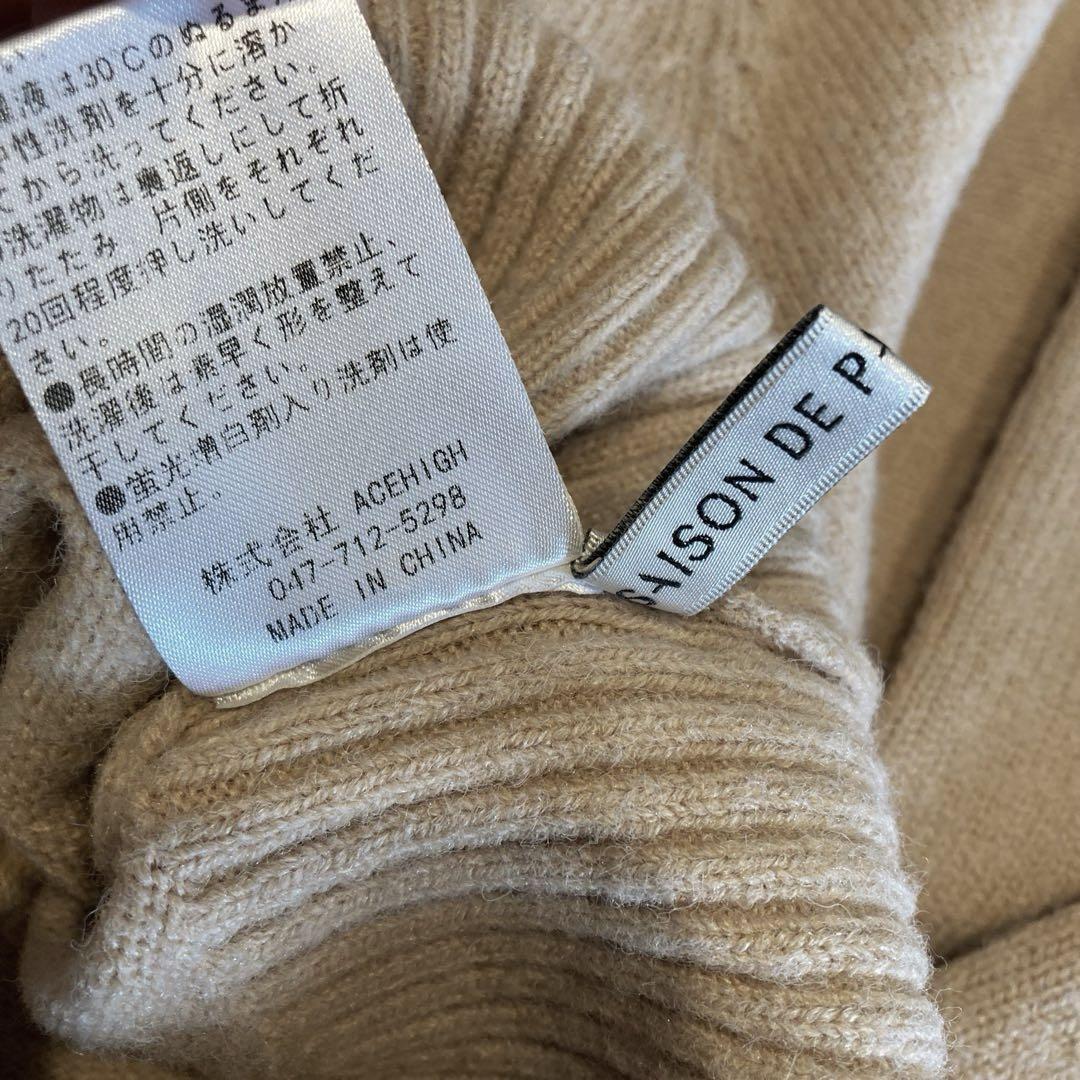 液は30℃のぬるま
性洗剤を十分に溶か
てから洗ってください。
洗濯物は裏返しにして折
りたたみ 片側をそれぞれ
20回程度押し洗いしてくだ
さい。
●長時間の湿潤放置禁止、
洗濯後は素早く形を整えて
干してください。
●蛍光増白剤入り洗剤は使
用禁止。
株式会社 ACEHIGH
047-712-5298
MADE IN CHINA
SAISON DE P